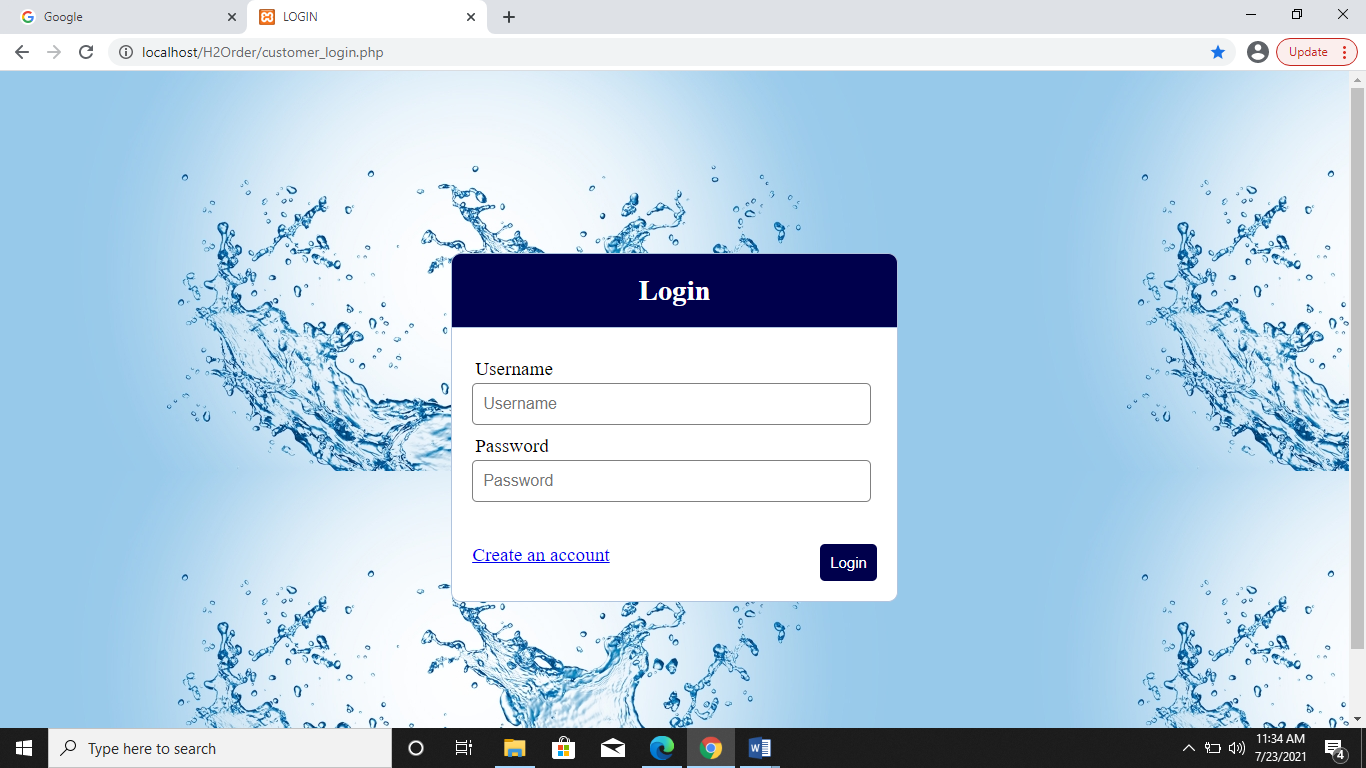 Google
LOGIN
localhost/H2Order/customer_login.php
Update
Login
Username
Username
Password
Password
Create an account
Login
Type here to search
11:34 AM
7/23/2021
4